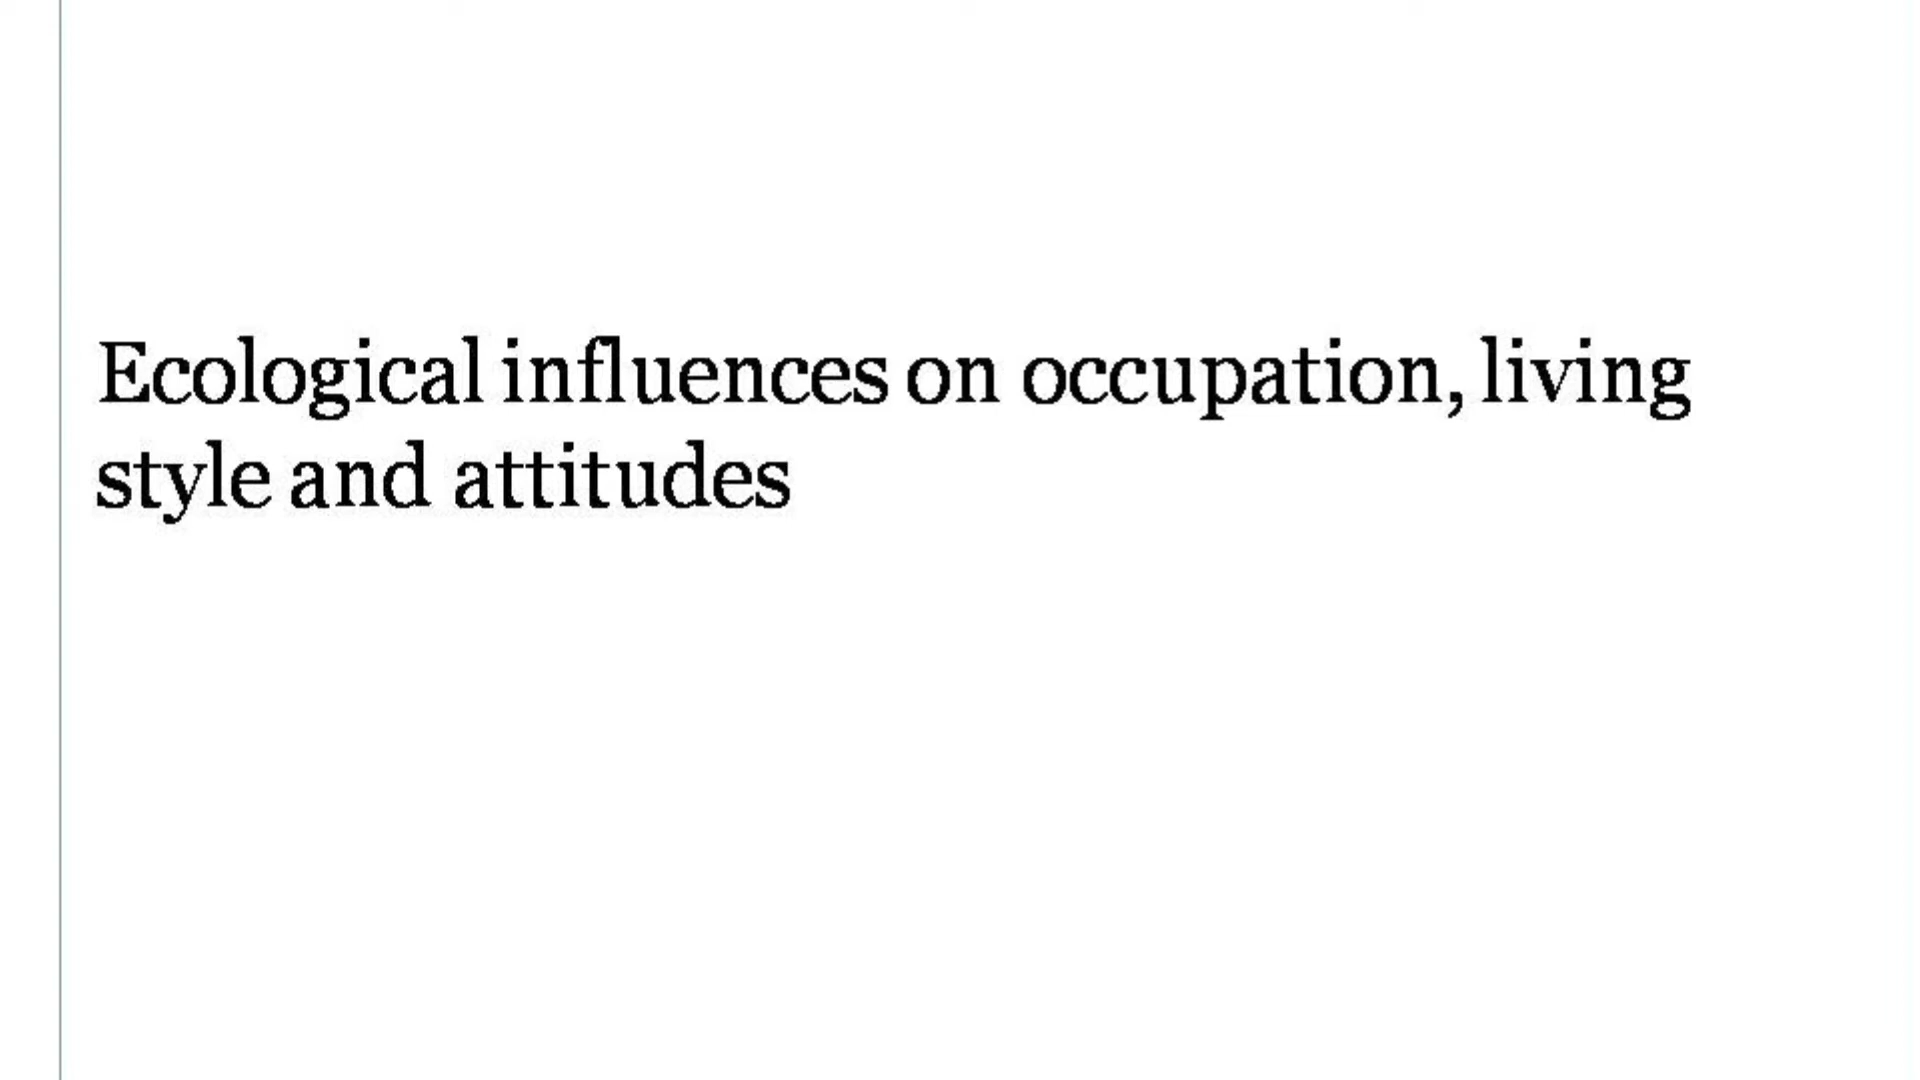 Ecological influences on occupation, living
style and attitudes